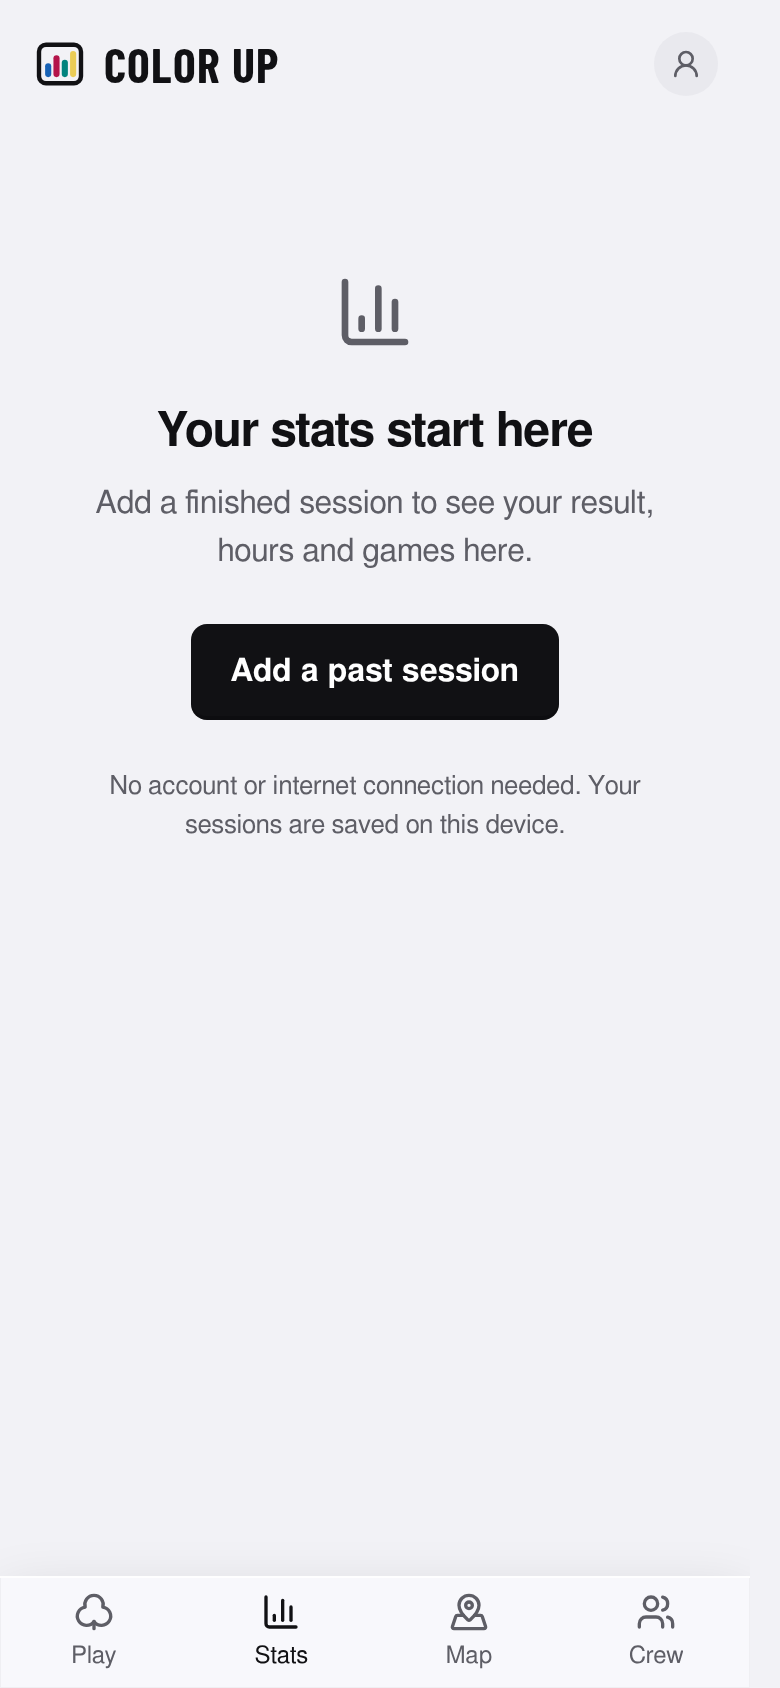 COLOR UP
Your stats start here
Add a finished session to see your result,
hours and games here.
Add a past session
No account or internet connection needed. Your
sessions are saved on this device.
Play
Stats
Map
Crew